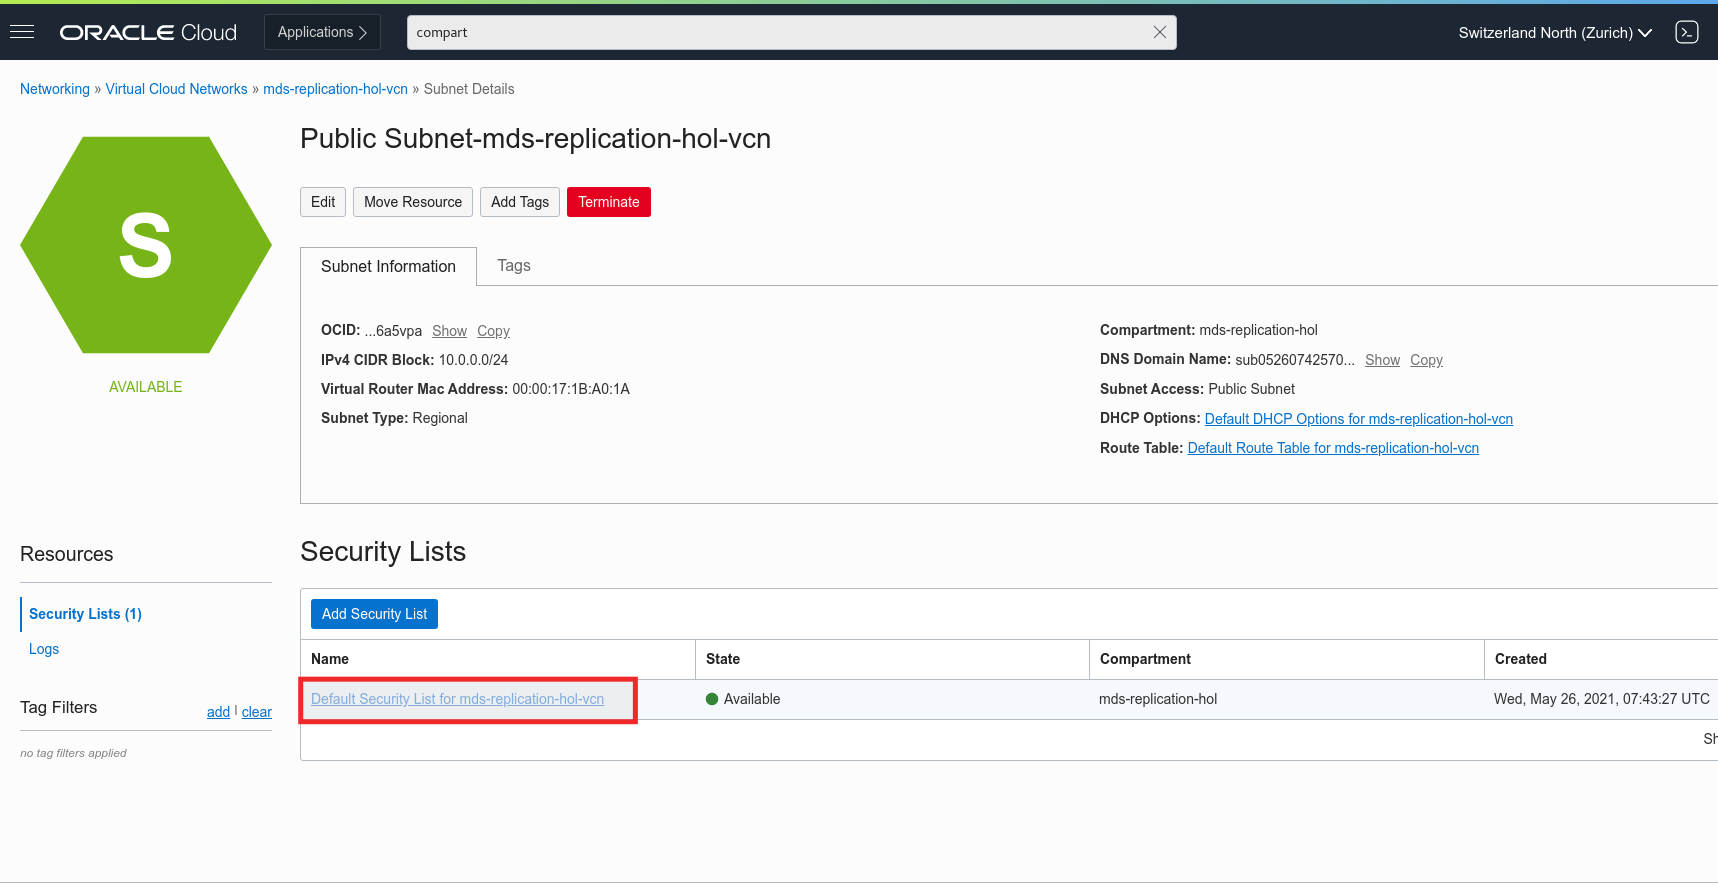 ORACLE Cloud Applications compart Switzerland North (Zurich)
Networking » Virtual Cloud Networks » mds-replication-hol-vcn » Subnet Details
S
AVAILABLE
Public Subnet-mds-replication-hol-vcn
Edit Move Resource Add Tags Terminate
Subnet Information Tags
OCID: ...6a5vpa Show Copy
IPv4 CIDR Block: 10.0.0.0/24
Virtual Router Mac Address: 00:00:17:1B:A0:1A
Subnet Type: Regional
Compartment: mds-replication-hol
DNS Domain Name: sub05260742570... Show Copy
Subnet Access: Public Subnet
DHCP Options: Default DHCP Options for mds-replication-hol-vcn
Route Table: Default Route Table for mds-replication-hol-vcn
Resources
Security Lists (1)
Logs
Tag Filters add | clear
no tag filters applied
Security Lists
Add Security List
Name State Compartment Created
Default Security List for mds-replication-hol-vcn Available mds-replication-hol Wed, May 26, 2021, 07:43:27 UTC
Sh